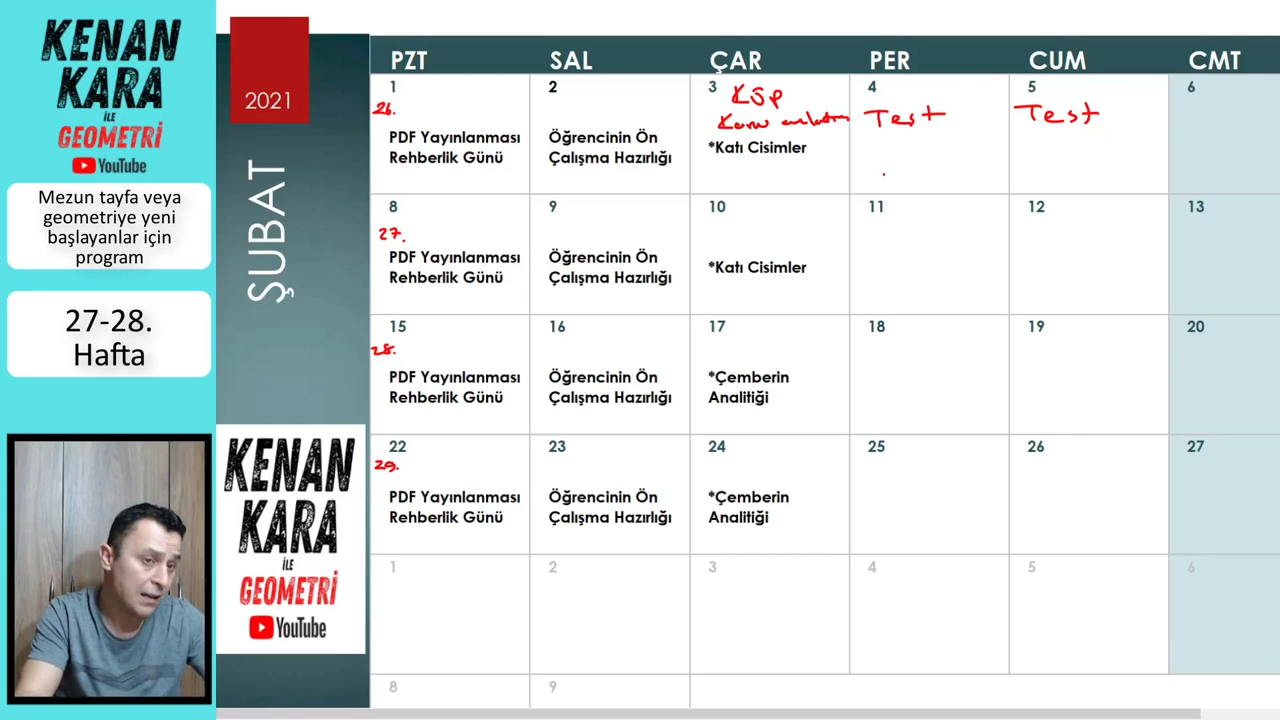 KENAN
KARA
İLE
GEOMETRİ
YouTube
Mezun tayfa veya
geometriye yeni
başlayanlar için
program
27-28.
Hafta
2021
ŞUBAT
KENAN
KARA
İLE
GEOMETRİ
YouTube
PZT SAL ÇAR PER CUM CMT
1 2 3 4 5 6
26. KSP
Konu anlatım Test Test
PDF Yayınlanması
Rehberlik Günü
Öğrencinin Ön
Çalışma Hazırlığı
*Katı Cisimler
8 9 10 11 12 13
27.
PDF Yayınlanması
Rehberlik Günü
Öğrencinin Ön
Çalışma Hazırlığı
*Katı Cisimler
15 16 17 18 19 20
28.
PDF Yayınlanması
Rehberlik Günü
Öğrencinin Ön
Çalışma Hazırlığı
*Çemberin
Analitiği
22 23 24 25 26 27
29.
PDF Yayınlanması
Rehberlik Günü
Öğrencinin Ön
Çalışma Hazırlığı
*Çemberin
Analitiği
1 2 3 4 5 6
8 9